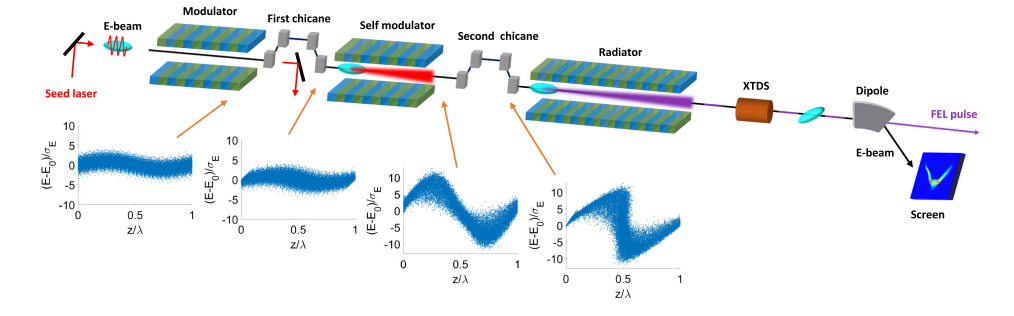 E-beam
Modulator
First chicane
Self modulator
Second chicane
Radiator
Seed laser
XTDS
Dipole
FEL pulse
E-beam
Screen
(E-E0)/σE
10
5
0
-5
-10
0
0.5
1
z/λ
(E-E0)/σE
10
5
0
-5
-10
0
0.5
1
z/λ
(E-E0)/σE
10
5
0
-5
-10
0
0.5
1
z/λ
(E-E0)/σE
10
5
0
-5
-10
0
0.5
1
z/λ